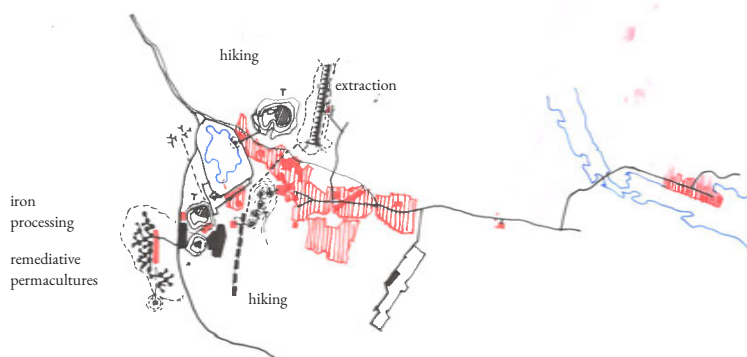 hiking
extraction
iron
processing
remediative
permacultures
hiking